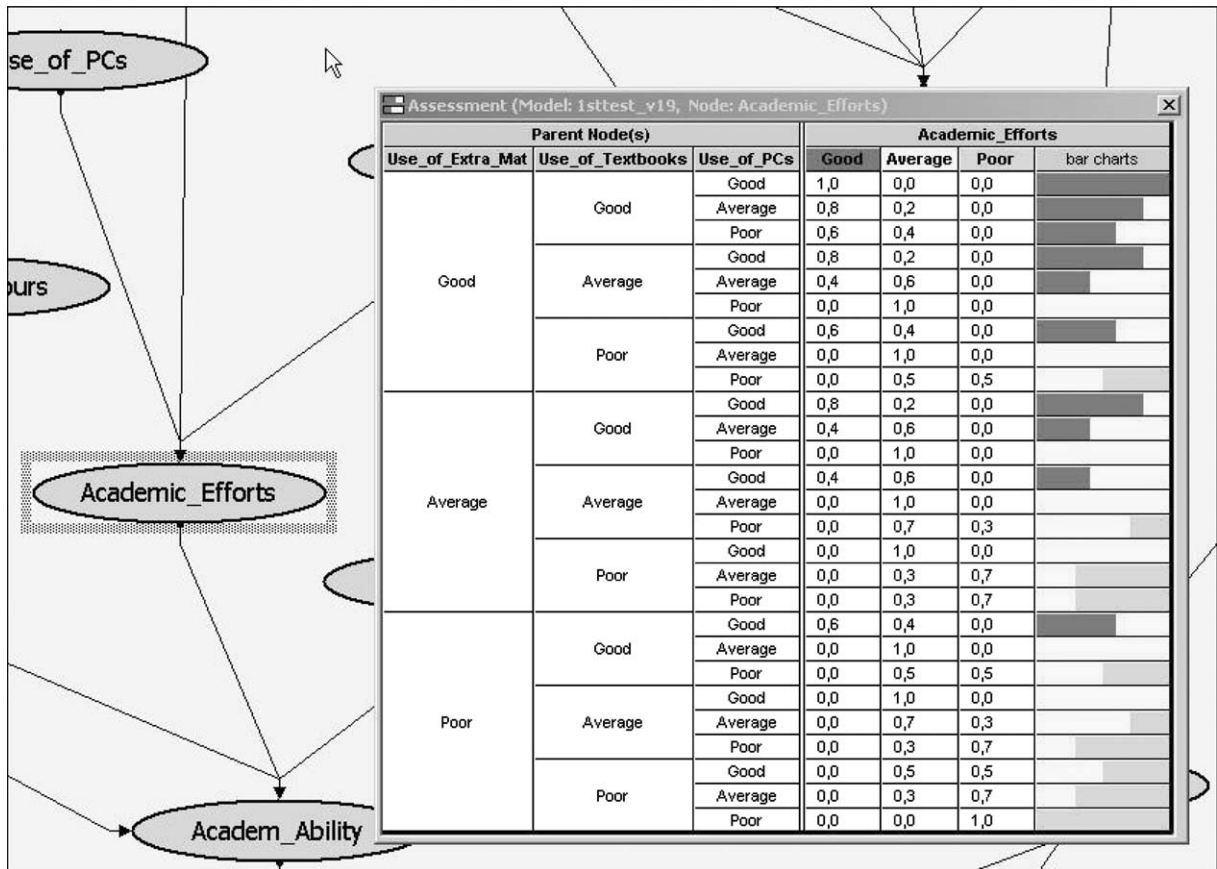 se_of_PCs
Assessment (Model: 1sttest_v19, Node: Academic_Efforts)
Parent Node(s) Academic_Efforts
Use_of_Extra_Mat Use_of_Textbooks Use_of_PCs Good Average Poor bar charts
Good 1,0 0,0 0,0
Good Average 0,8 0,2 0,0
Poor 0,6 0,4 0,0
Good 0,8 0,2 0,0
ours Good Average Average 0,4 0,6 0,0
Poor 0,0 1,0 0,0
Good 0,6 0,4 0,0
Poor Average 0,0 1,0 0,0
Poor 0,0 0,5 0,5
Good 0,8 0,2 0,0
Good Average 0,4 0,6 0,0
Poor 0,0 1,0 0,0
Good 0,4 0,6 0,0
Academic_Efforts Average Average Average 0,0 1,0 0,0
Poor 0,0 0,7 0,3
Good 0,0 1,0 0,0
Poor Average 0,0 0,3 0,7
Poor 0,0 0,3 0,7
Good 0,6 0,4 0,0
Good Average 0,0 1,0 0,0
Poor 0,0 0,5 0,5
Good 0,0 1,0 0,0
Poor Average Average 0,0 0,7 0,3
Poor 0,0 0,3 0,7
Good 0,0 0,5 0,5
Poor Average 0,0 0,3 0,7
Poor 0,0 0,0 1,0
Academ_Ability